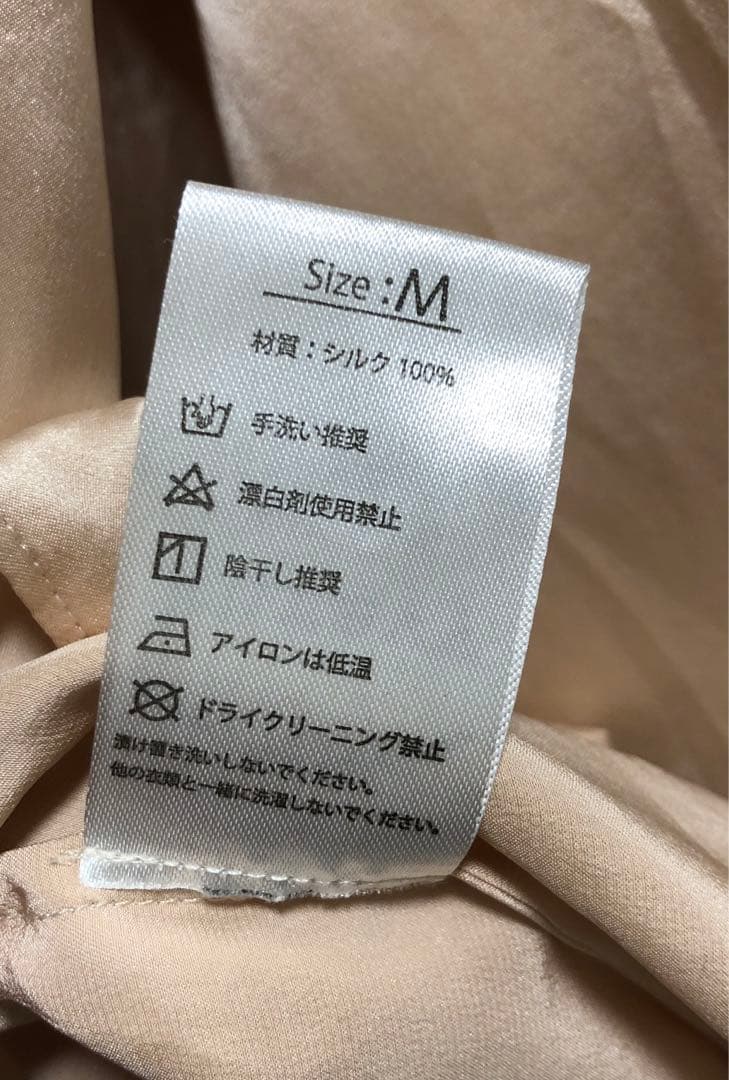 Size : M
材質：シルク 100%
手洗い推奨
漂白剤使用禁止
陰干し推奨
アイロンは低温
ドライクリーニング禁止
漬け置き洗いしないでください。
他の衣類と一緒に洗濯しないでください。